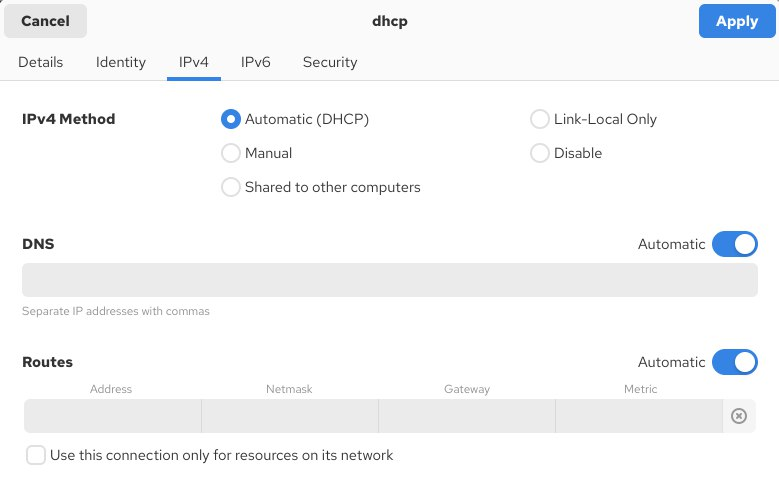 Cancel dhcp Apply
Details Identity IPv4 IPv6 Security
IPv4 Method Automatic (DHCP) Link-Local Only
Manual Disable
Shared to other computers
DNS Automatic
Separate IP addresses with commas
Routes Automatic
Address Netmask Gateway Metric
Use this connection only for resources on its network